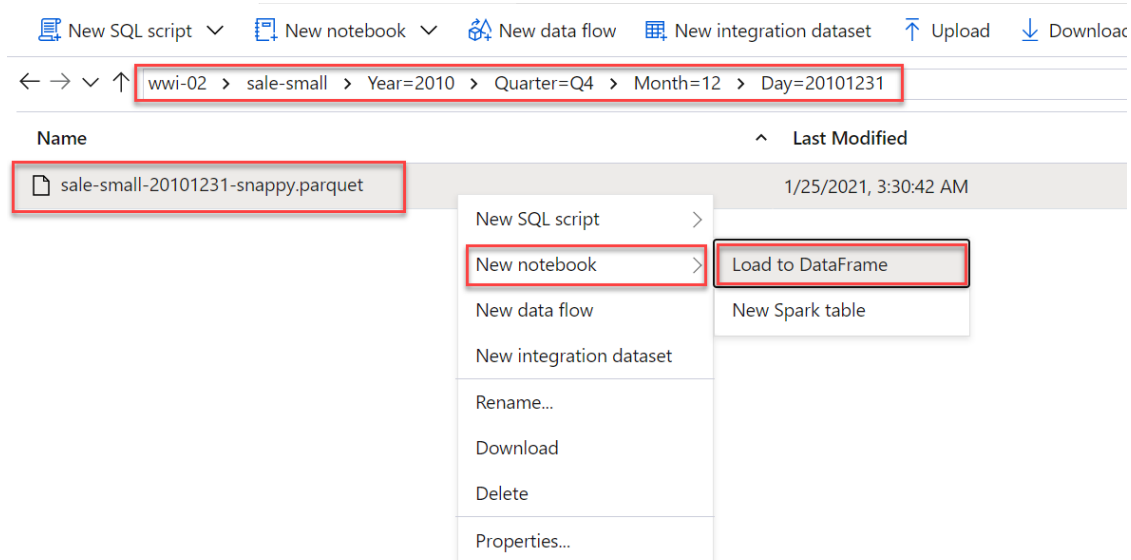 New SQL script New notebook New data flow New integration dataset Upload Download
wwi-02 > sale-small > Year=2010 > Quarter=Q4 > Month=12 > Day=20101231
Name Last Modified
sale-small-20101231-snappy.parquet 1/25/2021, 3:30:42 AM
New SQL script
New notebook Load to DataFrame
New data flow New Spark table
New integration dataset
Rename...
Download
Delete
Properties...